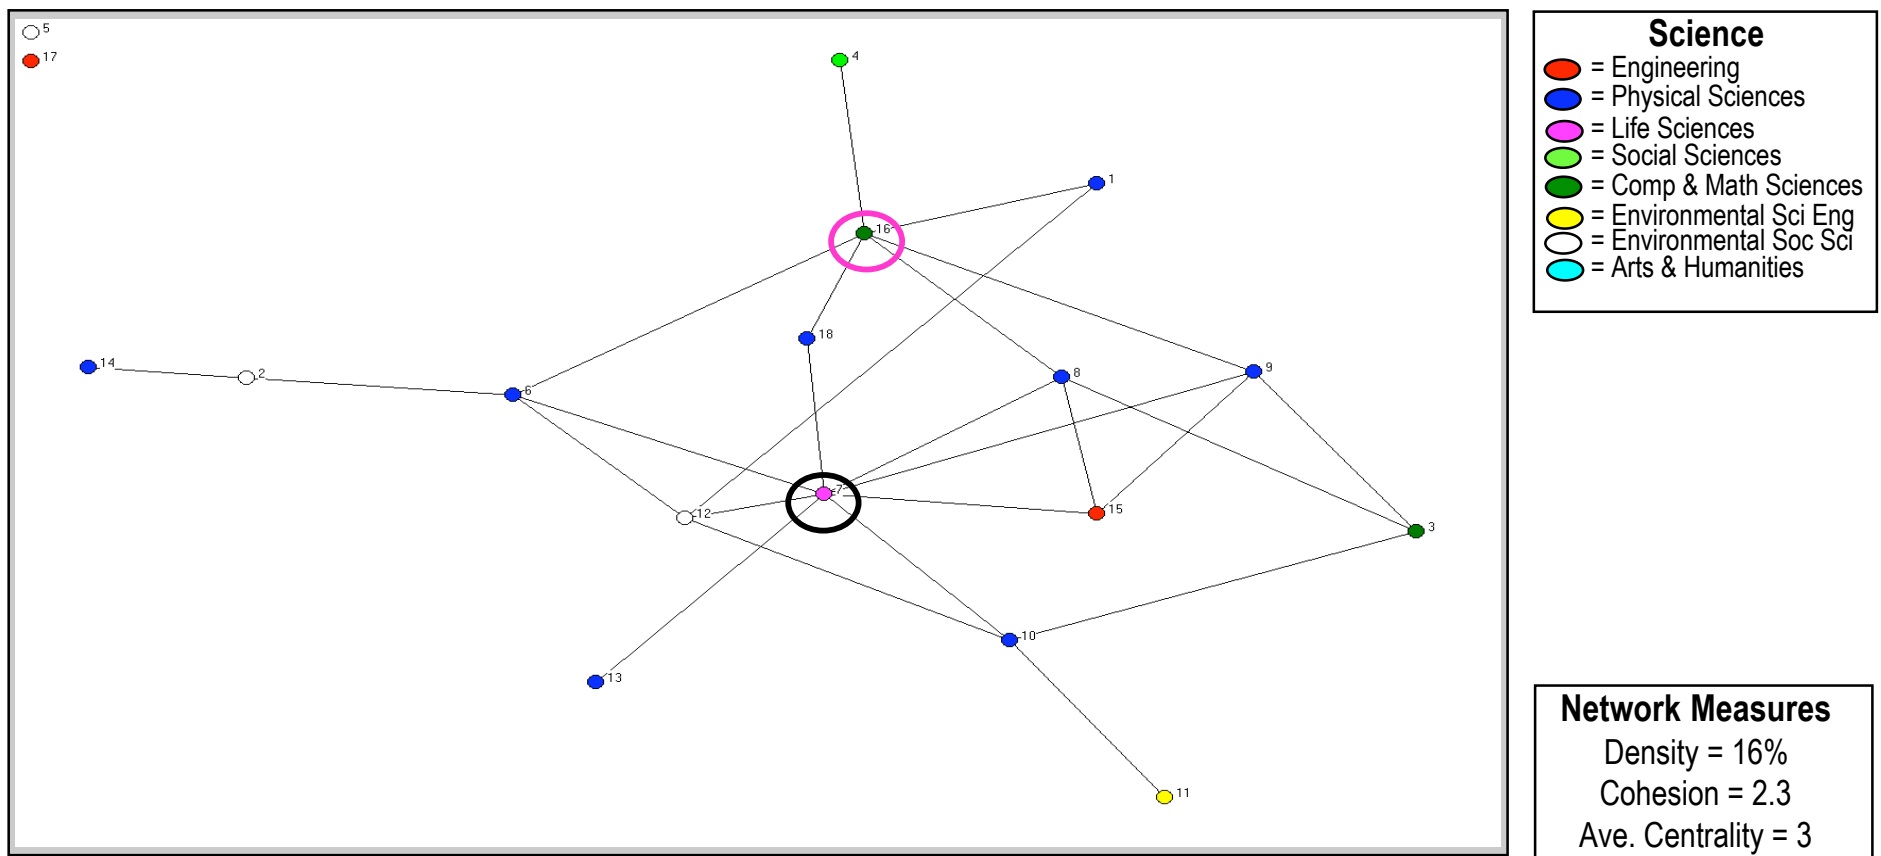 5
17
4
1
16
18
14
2
6
8
9
7
12
15
3
10
13
11
Science
= Engineering
= Physical Sciences
= Life Sciences
= Social Sciences
= Comp & Math Sciences
= Environmental Sci Eng
= Environmental Soc Sci
= Arts & Humanities
Network Measures
Density = 16%
Cohesion = 2.3
Ave. Centrality = 3